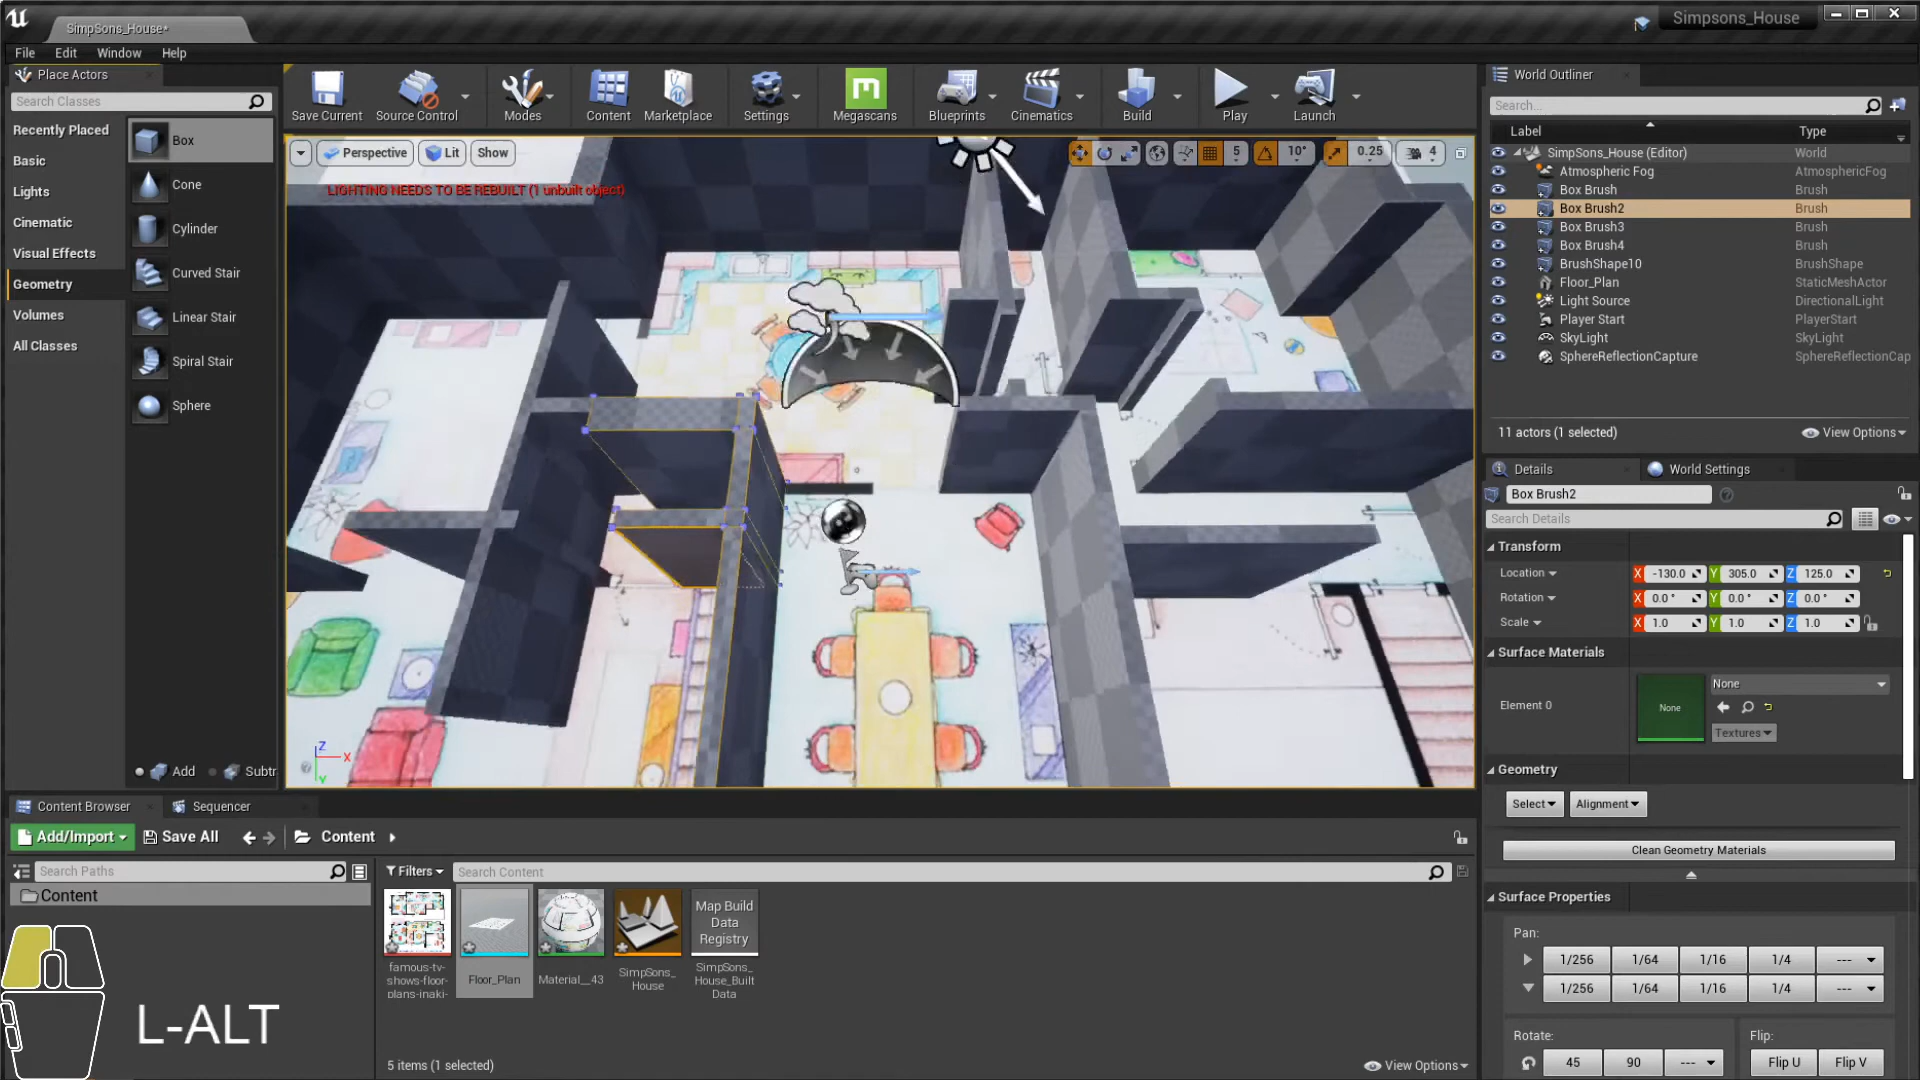 SimpSons_House*
Simpsons_House
File Edit Window Help
Place Actors
Search Classes
Recently Placed
Basic
Lights
Cinematic
Visual Effects
Geometry
Volumes
All Classes
Box
Cone
Cylinder
Curved Stair
Linear Stair
Spiral Stair
Sphere
Add Subtr
Save Current Source Control Modes Content Marketplace Settings Megascans Blueprints Cinematics Build Play Launch
Perspective Lit Show 5 10° 0.25 4
LIGHTING NEEDS TO BE REBUILT (1 unbuilt object)
Z
X
Y
World Outliner
Search...
Label Type
SimpSons_House (Editor) World
Atmospheric Fog AtmosphericFog
Box Brush Brush
Box Brush2 Brush
Box Brush3 Brush
Box Brush4 Brush
BrushShape10 BrushShape
Floor_Plan StaticMeshActor
Light Source DirectionalLight
Player Start PlayerStart
SkyLight SkyLight
SphereReflectionCapture SphereReflectionCap
11 actors (1 selected) View Options
Details World Settings
Box Brush2
Search Details
Transform
Location X -130.0 Y 305.0 Z 125.0
Rotation X 0.0° Y 0.0° Z 0.0°
Scale X 1.0 Y 1.0 Z 1.0
Surface Materials
Element 0 None None
Textures
Geometry
Select Alignment
Clean Geometry Materials
Surface Properties
Pan:
1/256 1/64 1/16 1/4 ---
1/256 1/64 1/16 1/4 ---
Rotate: Flip:
45 90 --- Flip U Flip V
Content Browser Sequencer
Add/Import Save All Content
Search Paths
Content
Filters Search Content
famous-tv-
shows-floor-
plans-inaki-
Floor_Plan
Material__43
SimpSons_
House
Map Build
Data
Registry
SimpSons_
House_Built
Data
5 items (1 selected) View Options
L-ALT